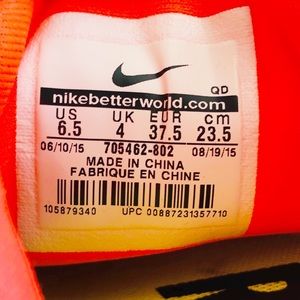 QD
nikebetterworld.com
US UK EUR cm
6.5 4 37.5 23.5
06/10/15 705462-802 08/19/15
MADE IN CHINA
FABRIQUE EN CHINE
105879340 UPC 00887231357710